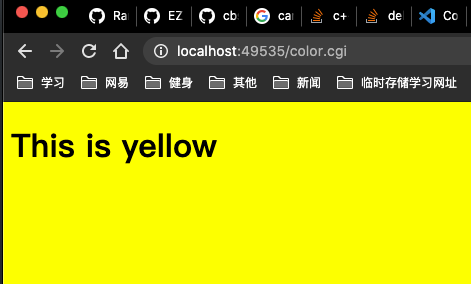 Ra EZ cb ca c+ de Co
localhost:49535/color.cgi
学习 网易 健身 其他 新闻 临时存储学习网址
This is yellow